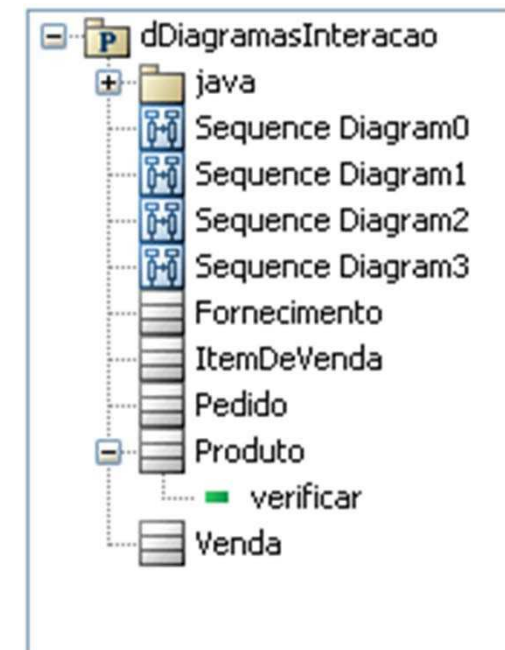 P dDiagramasInteracao
java
Sequence Diagram0
Sequence Diagram1
Sequence Diagram2
Sequence Diagram3
Fornecimento
ItemDeVenda
Pedido
Produto
verificar
Venda